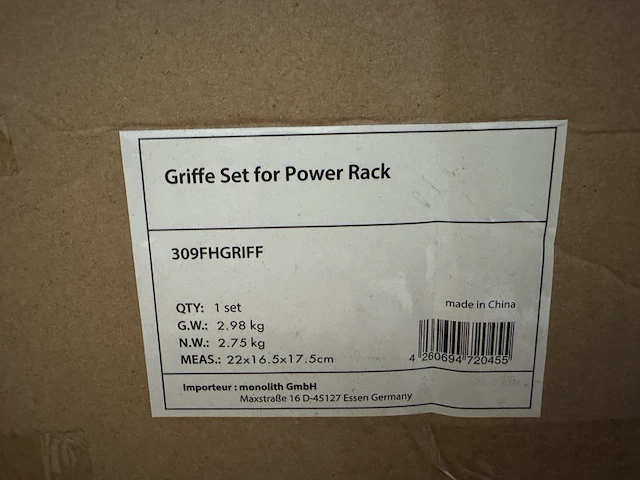 Griffe Set for Power Rack
309FHGRIFF
QTY: 1 set
G.W.: 2.98 kg
N.W.: 2.75 kg
MEAS.: 22x16.5x17.5cm
made in China
4 260694 720455
Importeur : monolith GmbH
Maxstraße 16 D-45127 Essen Germany